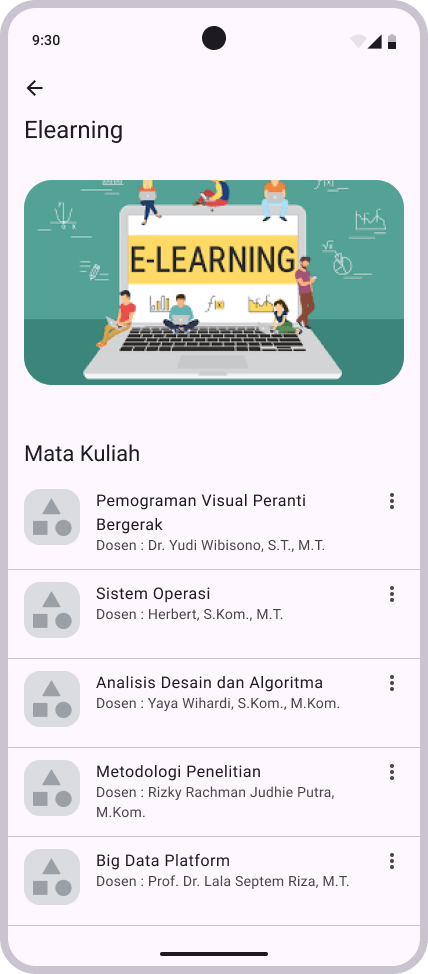 9:30
Elearning
E-LEARNING
Mata Kuliah
Pemograman Visual Peranti
Bergerak
Dosen : Dr. Yudi Wibisono, S.T., M.T.
Sistem Operasi
Dosen : Herbert, S.Kom., M.T.
Analisis Desain dan Algoritma
Dosen : Yaya Wihardi, S.Kom., M.Kom.
Metodologi Penelitian
Dosen : Rizky Rachman Judhie Putra,
M.Kom.
Big Data Platform
Dosen : Prof. Dr. Lala Septem Riza, M.T.